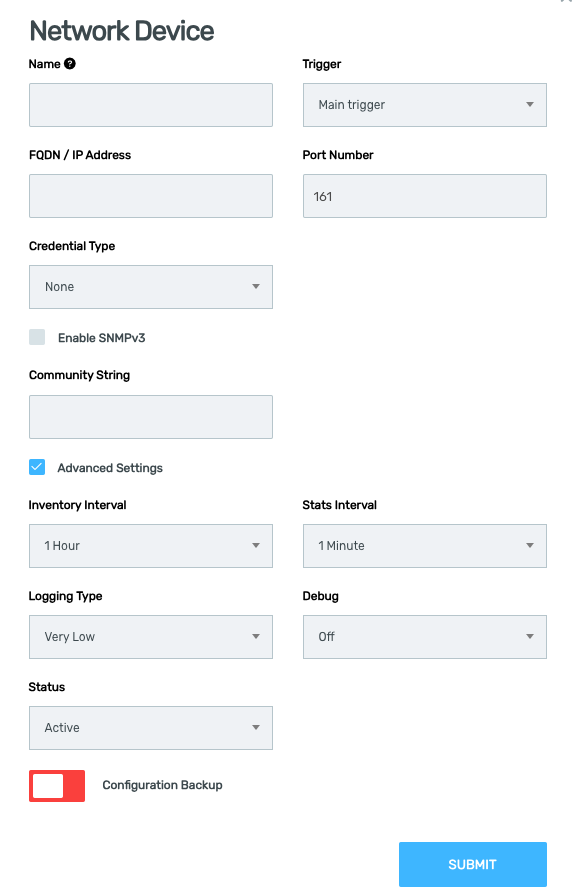 Network Device
Name ?
Trigger
Main trigger
FQDN / IP Address
Port Number
161
Credential Type
None
Enable SNMPv3
Community String
Advanced Settings
Inventory Interval
Stats Interval
1 Hour
1 Minute
Logging Type
Debug
Very Low
Off
Status
Active
Configuration Backup
SUBMIT